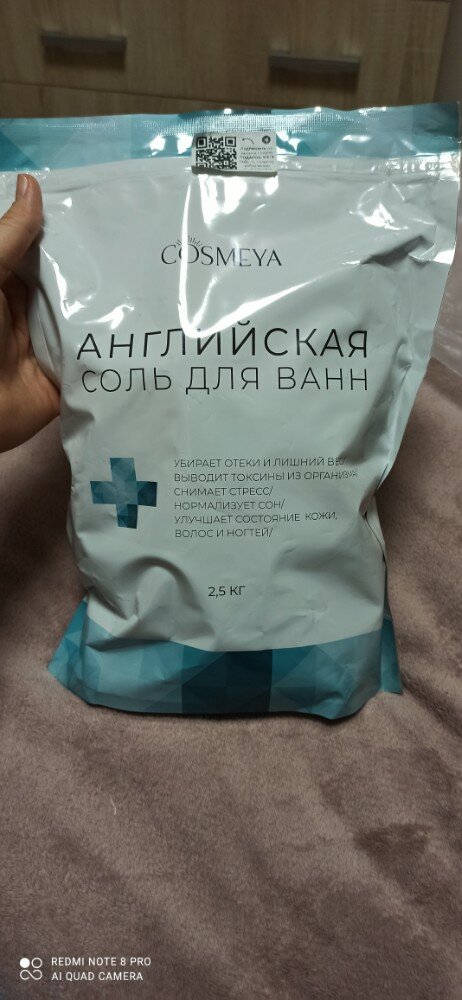 COSMEYA
АНГЛИЙСКАЯ
СОЛЬ ДЛЯ ВАНН
УБИРАЕТ ОТЕКИ И ЛИШНИЙ ВЕС/
ВЫВОДИТ ТОКСИНЫ ИЗ
СНИМАЕТ СТРЕСС/
НОРМАЛИЗУЕТ СОН/
УЛУЧШАЕТ СОСТОЯНИЕ КОЖИ,
ВОЛОС И НОГТЕЙ/
2,5 КГ
REDMI NOTE 8 PRO
AI QUAD CAMERA